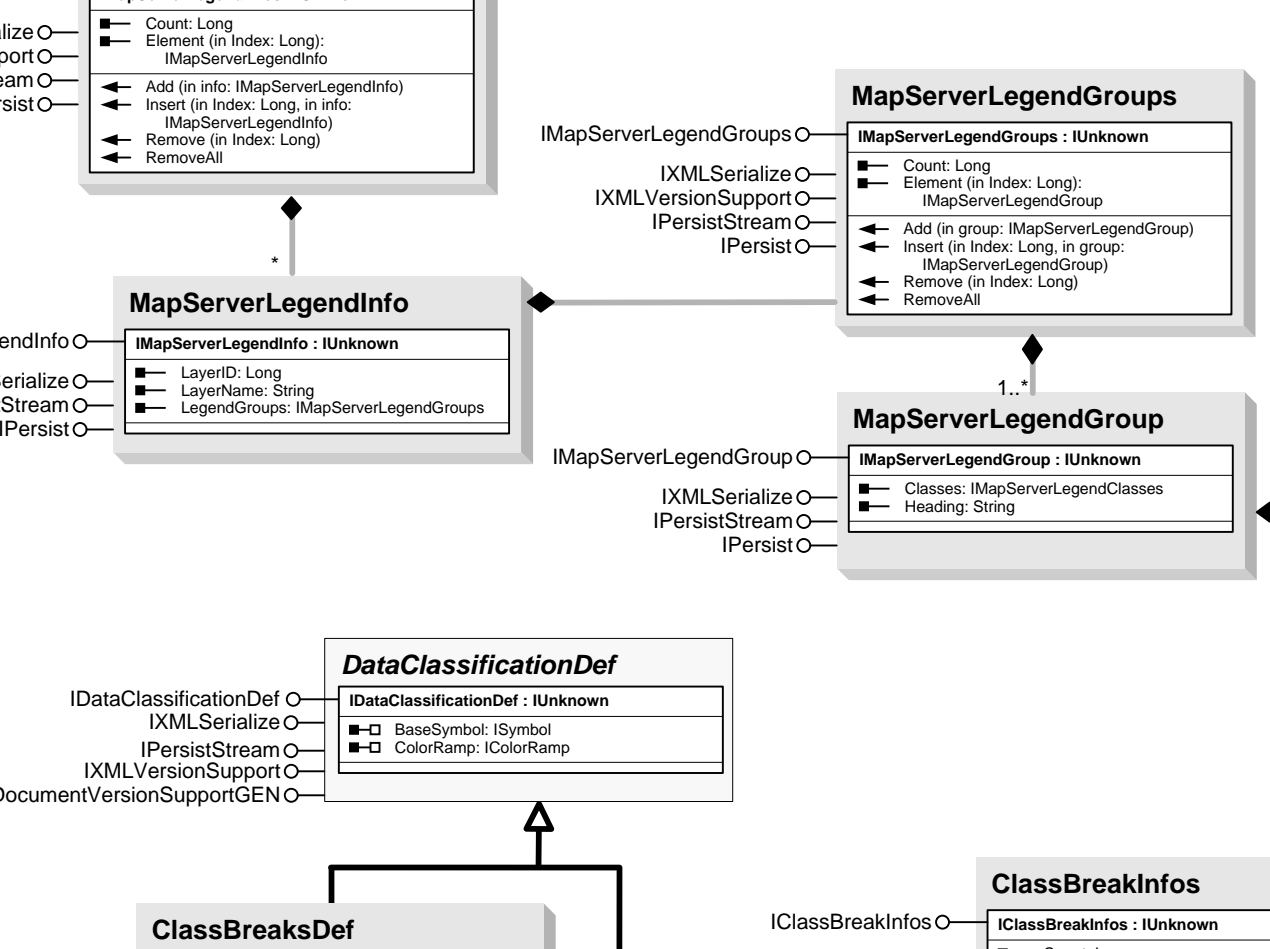 Count: Long
Element (in Index: Long):
IMapServerLegendInfo
Add (in info: IMapServerLegendInfo)
Insert (in Index: Long, in info:
IMapServerLegendInfo)
Remove (in Index: Long)
RemoveAll
*
MapServerLegendInfo
IMapServerLegendInfo : IUnknown
LayerID: Long
LayerName: String
LegendGroups: IMapServerLegendGroups
IPersist
MapServerLegendGroups
IMapServerLegendGroups
IMapServerLegendGroups : IUnknown
IXMLSerialize
IXMLVersionSupport
IPersistStream
IPersist
Count: Long
Element (in Index: Long):
IMapServerLegendGroup
Add (in group: IMapServerLegendGroup)
Insert (in Index: Long, in group:
IMapServerLegendGroup)
Remove (in Index: Long)
RemoveAll
1..*
MapServerLegendGroup
IMapServerLegendGroup
IMapServerLegendGroup : IUnknown
IXMLSerialize
IPersistStream
IPersist
Classes: IMapServerLegendClasses
Heading: String
DataClassificationDef
IDataClassificationDef
IDataClassificationDef : IUnknown
IXMLSerialize
IPersistStream
IXMLVersionSupport
DocumentVersionSupportGEN
BaseSymbol: ISymbol
ColorRamp: IColorRamp
ClassBreaksDef
ClassBreakInfos
IClassBreakInfos
IClassBreakInfos : IUnknown